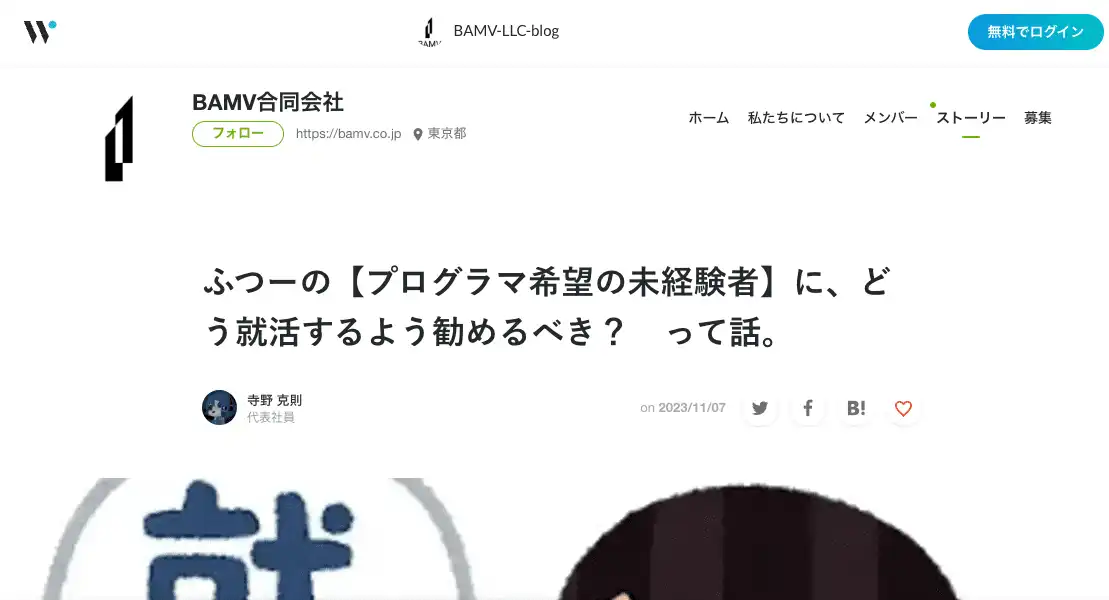 BAMV
BAMV-LLC-blog
無料でログイン
BAMV合同会社
フォロー
https://bamv.co.jp
東京都
ホーム
私たちについて
メンバー
ストーリー
募集
ふつーの【プログラマ希望の未経験者】に、ど
う就活するよう勧めるべき？　って話。
寺野 克則
代表社員
on 2023/11/07
B!
就